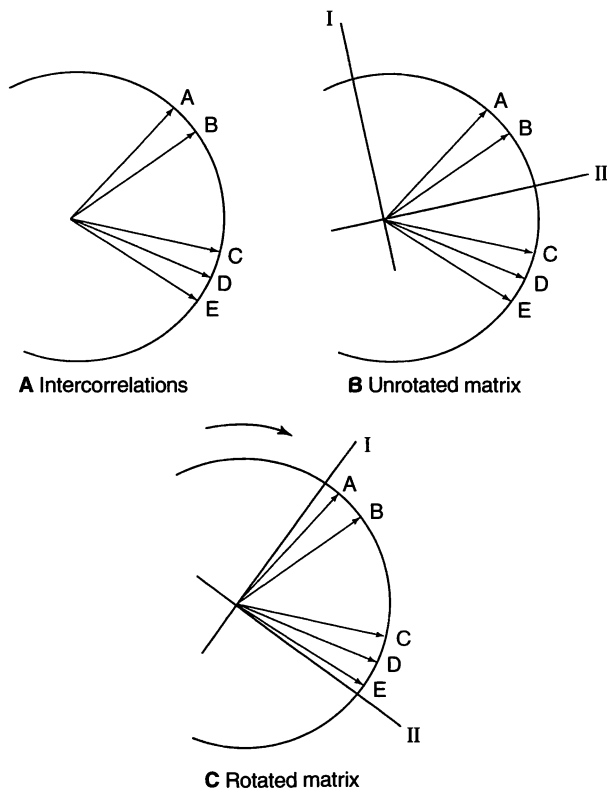 A
B
C
D
E
A Intercorrelations
I
A
B
II
C
D
E
B Unrotated matrix
I
A
B
C
D
E
II
C Rotated matrix